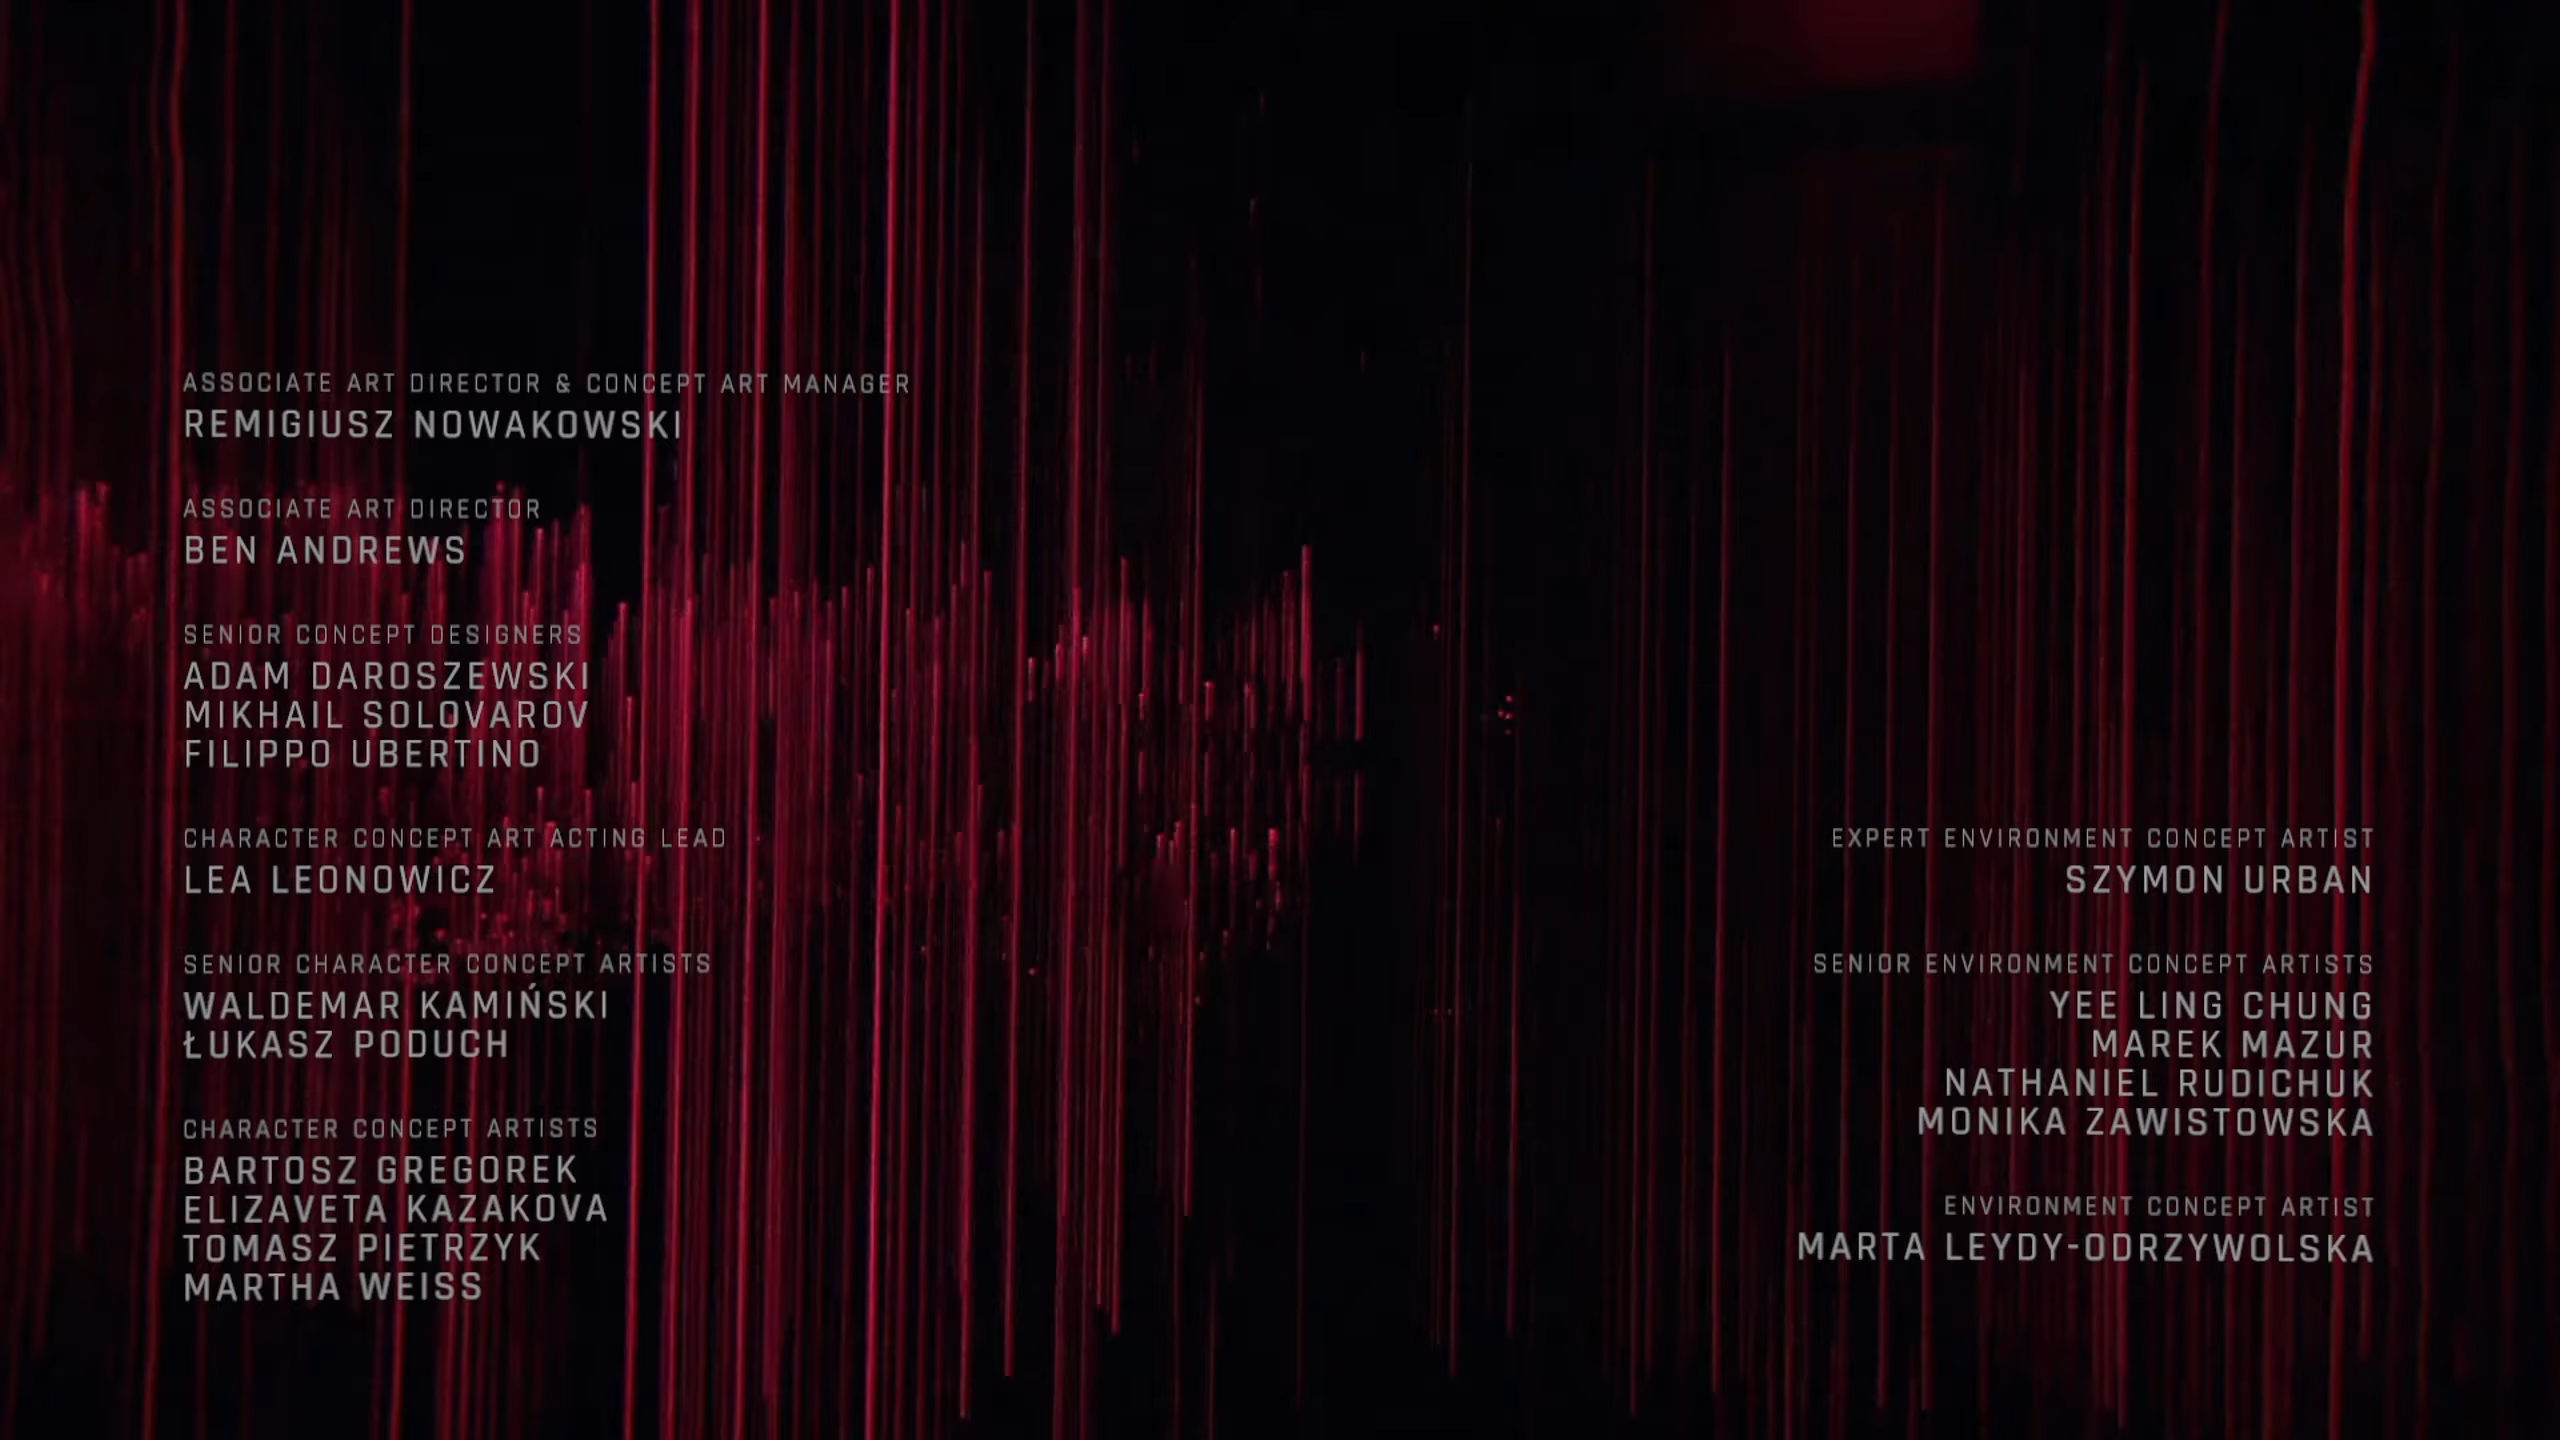 ASSOCIATE ART DIRECTOR & CONCEPT ART MANAGER
REMIGIUSZ NOWAKOWSKI
ASSOCIATE ART DIRECTOR
BEN ANDREWS
SENIOR CONCEPT DESIGNERS
ADAM DAROSZEWSKI
MIKHAIL SOLOVAROV
FILIPPO UBERTINO
CHARACTER CONCEPT ART ACTING LEAD
LEA LEONOWICZ
SENIOR CHARACTER CONCEPT ARTISTS
WALDEMAR KAMIŃSKI
ŁUKASZ PODUCH
CHARACTER CONCEPT ARTISTS
BARTOSZ GREGOREK
ELIZAVETA KAZAKOVA
TOMASZ PIETRZYK
MARTHA WEISS
EXPERT ENVIRONMENT CONCEPT ARTIST
SZYMON URBAN
SENIOR ENVIRONMENT CONCEPT ARTISTS
YEE LING CHUNG
MAREK MAZUR
NATHANIEL RUDICHUK
MONIKA ZAWISTOWSKA
ENVIRONMENT CONCEPT ARTIST
MARTA LEYDY-ODRZYWOLSKA